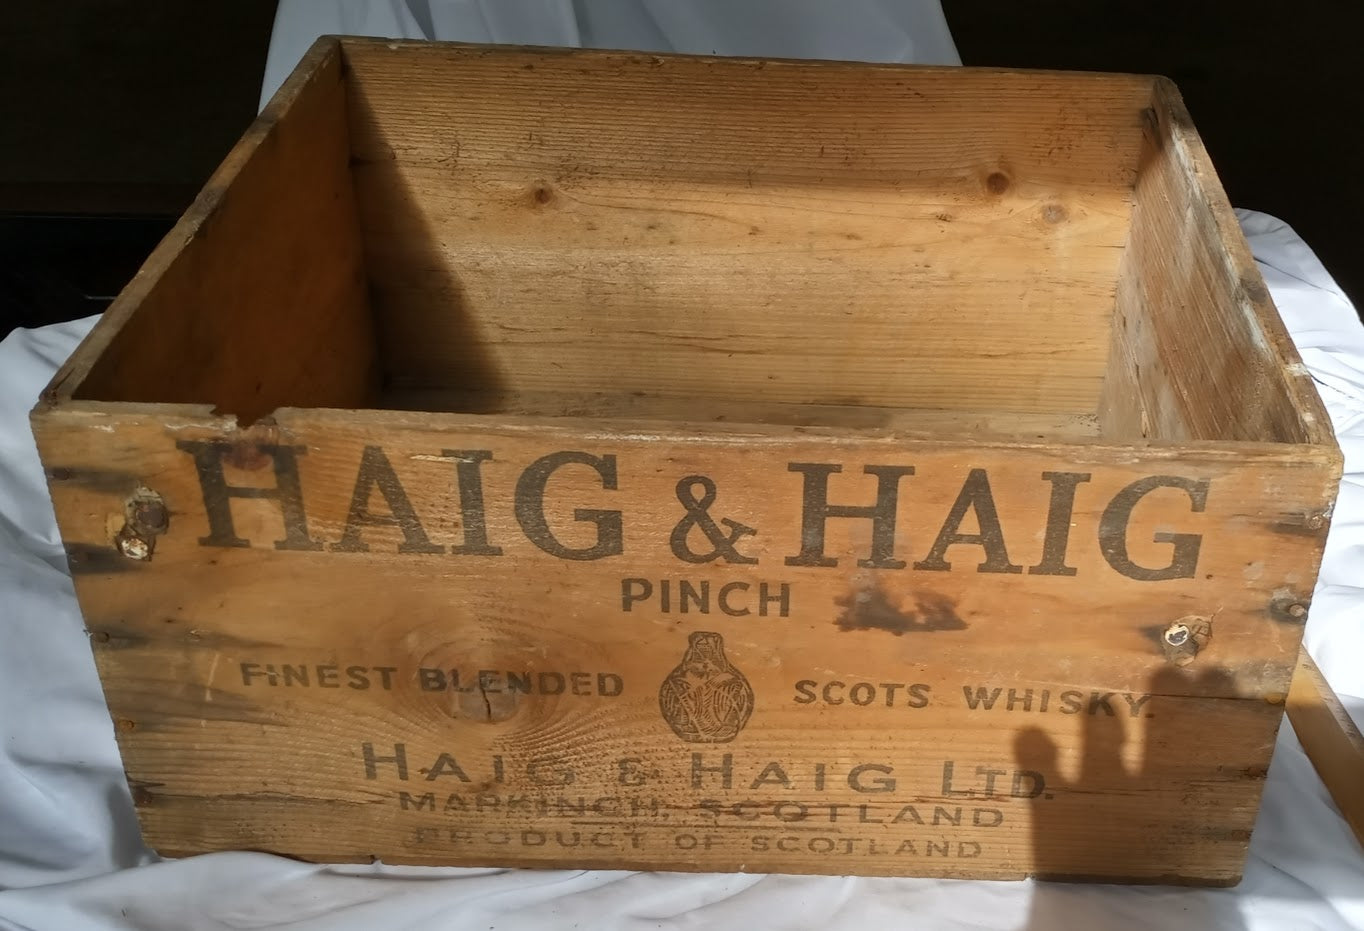 HAIG & HAIG
PINCH
FINEST BLENDED SCOTS WHISKY.
HAIG & HAIG LTD.
MARKINCH, SCOTLAND
PRODUCT OF SCOTLAND